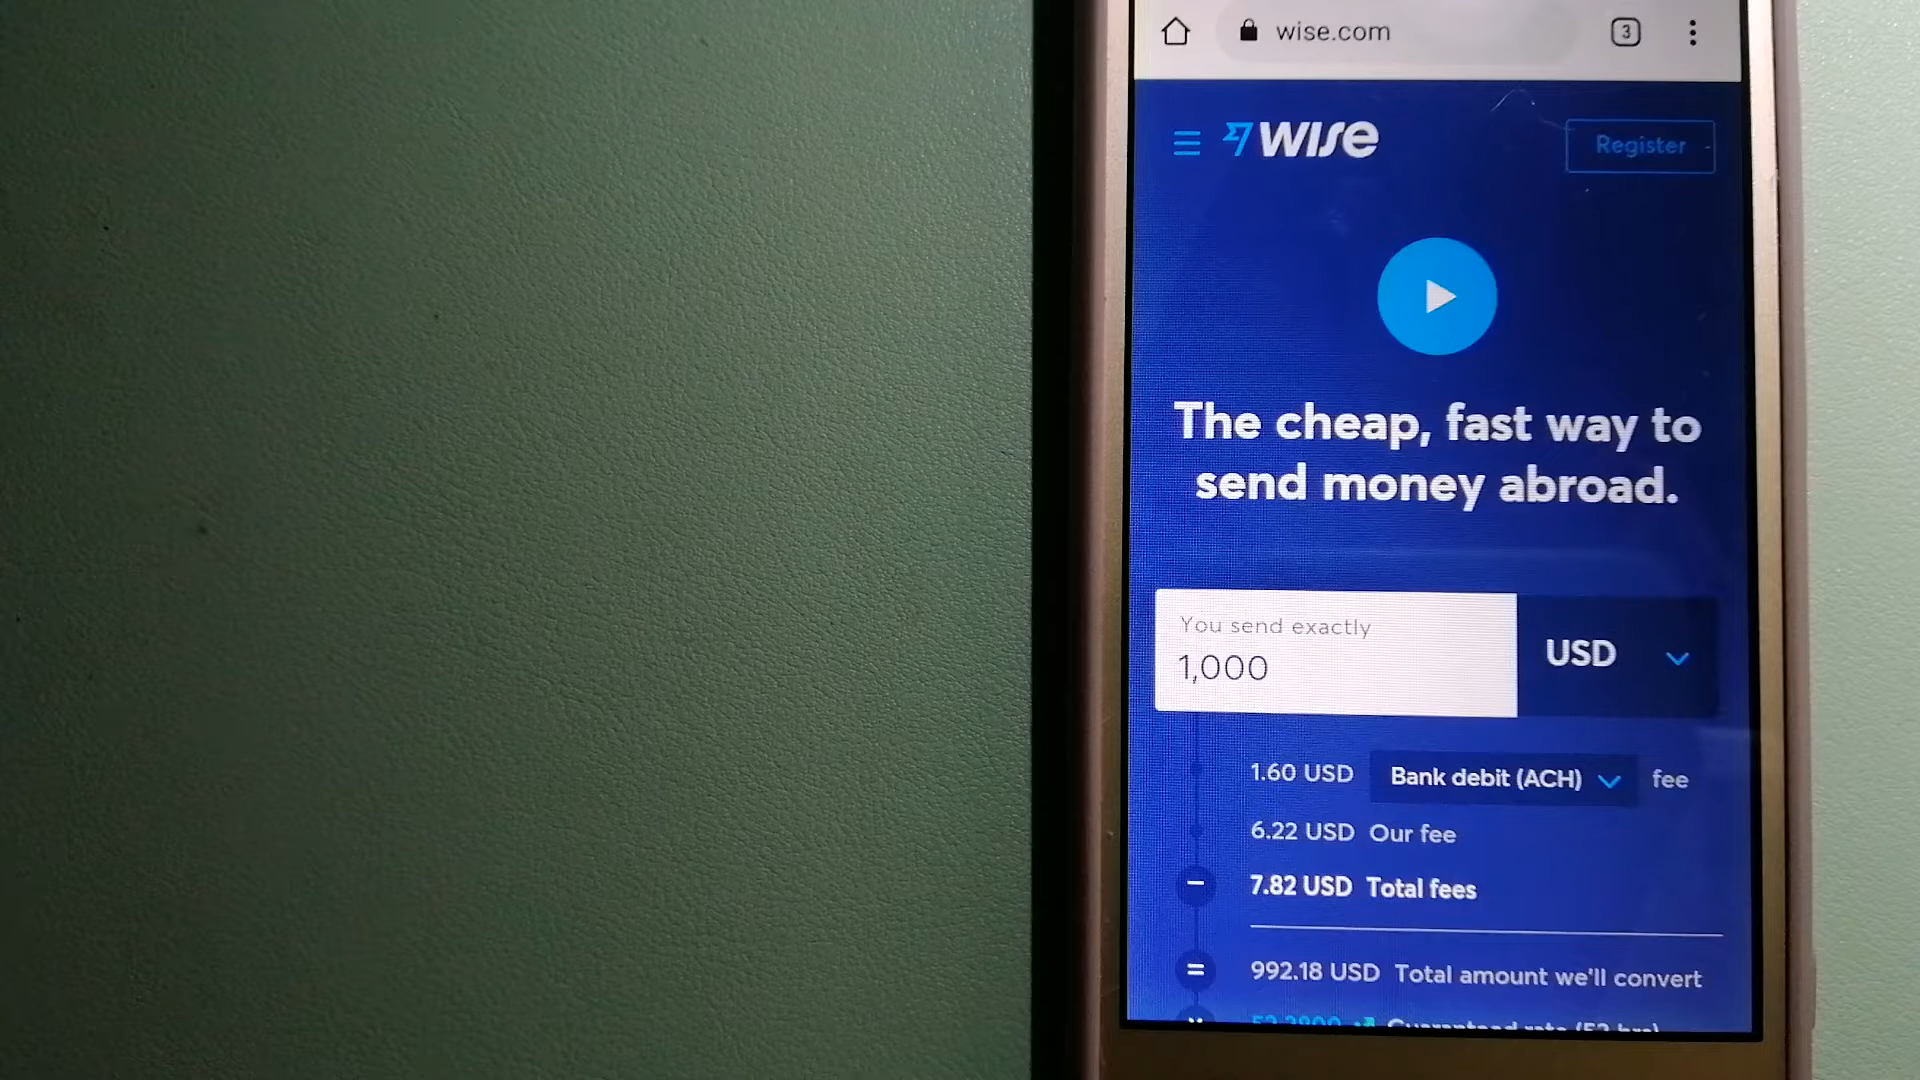 wise.com
3
wise
Register
The cheap, fast way to
send money abroad.
You send exactly
1,000
USD
1.60 USD Bank debit (ACH) fee
6.22 USD Our fee
7.82 USD Total fees
992.18 USD Total amount we'll convert
Guaranteed rate